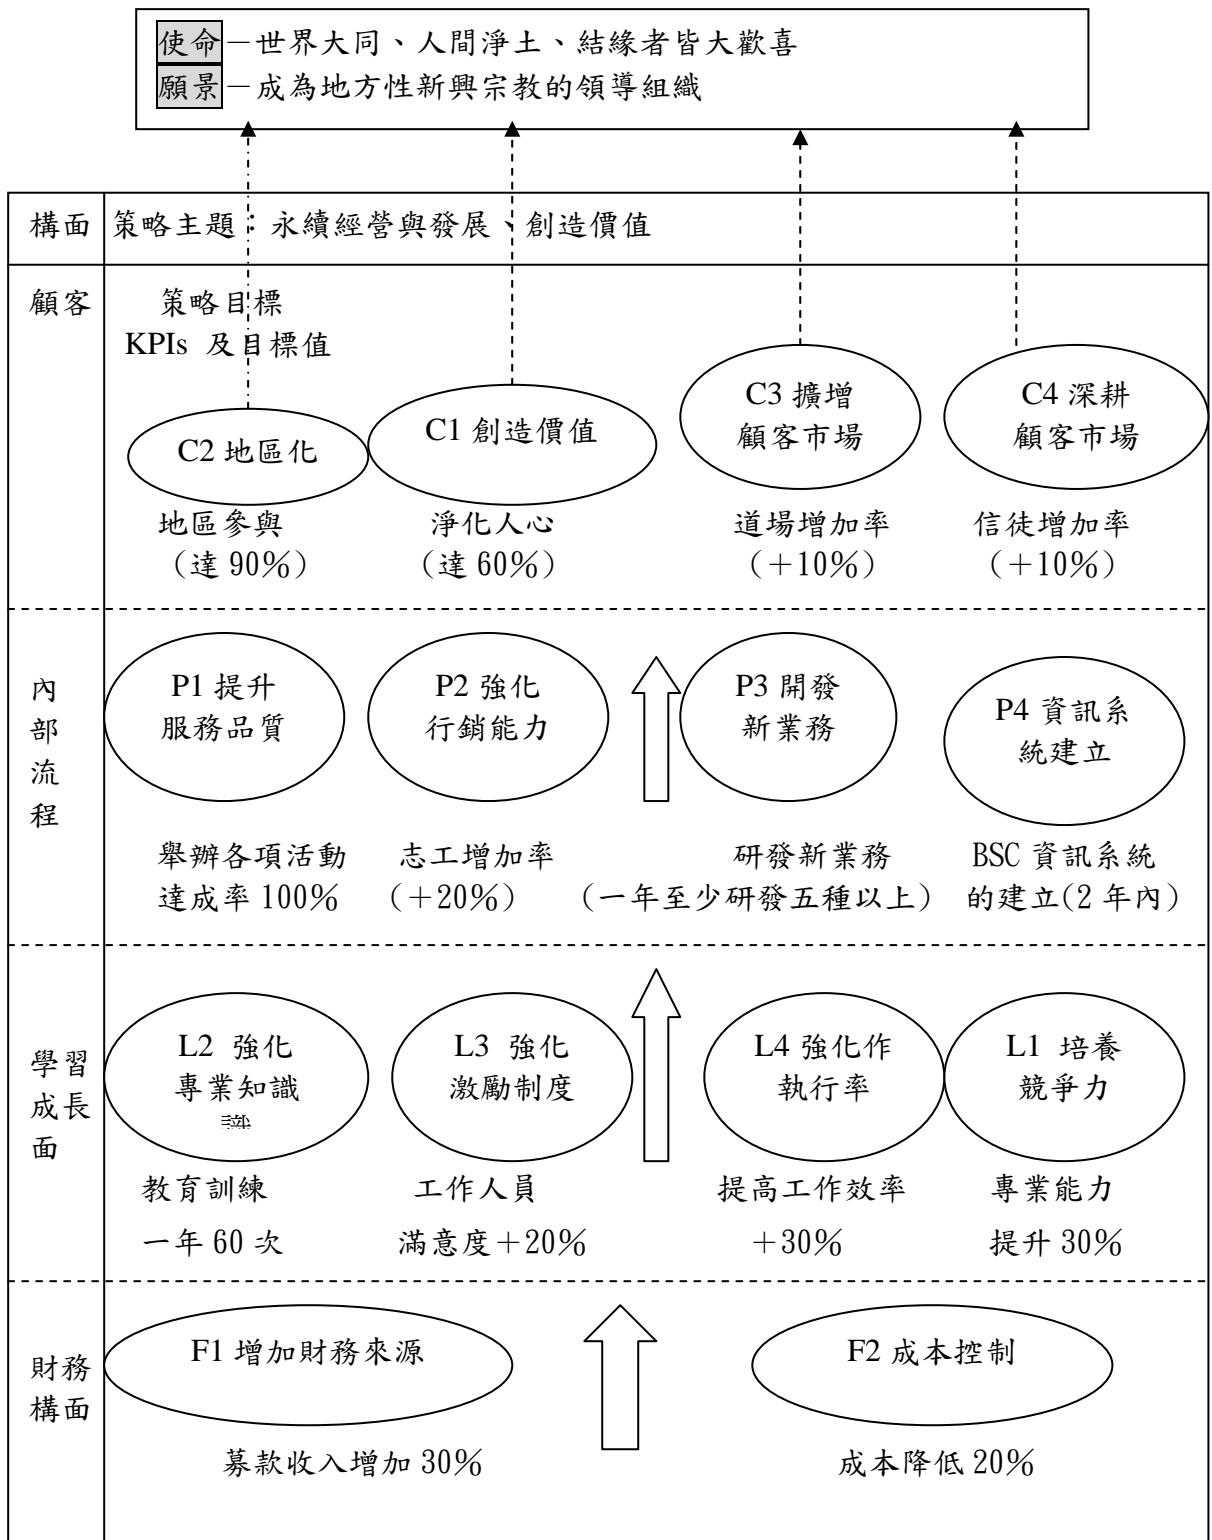 使命－世界大同、人間淨土、結緣者皆大歡喜
願景－成為地方性新興宗教的領導組織
構面
策略主題：永續經營與發展、創造價值
顧客
策略目標
KPIs 及目標值
C2 地區化
C1 創造價值
C3 擴增
顧客市場
C4 深耕
顧客市場
地區參與
（達 90%）
淨化人心
（達 60%）
道場增加率
（＋10%）
信徒增加率
（＋10%）
內
部
流
程
P1 提升
服務品質
P2 強化
行銷能力
P3 開發
新業務
P4 資訊系
統建立
舉辦各項活動
達成率 100%
志工增加率
（＋20%）
研發新業務
（一年至少研發五種以上）
BSC 資訊系統
的建立(2 年內）
學習
成長
面
L2 強化
專業知識
L3 強化
激勵制度
L4 強化作
執行率
L1 培養
競爭力
教育訓練
一年 60 次
工作人員
滿意度＋20%
提高工作效率
＋30%
專業能力
提升 30%
財務
構面
F1 增加財務來源
F2 成本控制
募款收入增加 30%
成本降低 20%